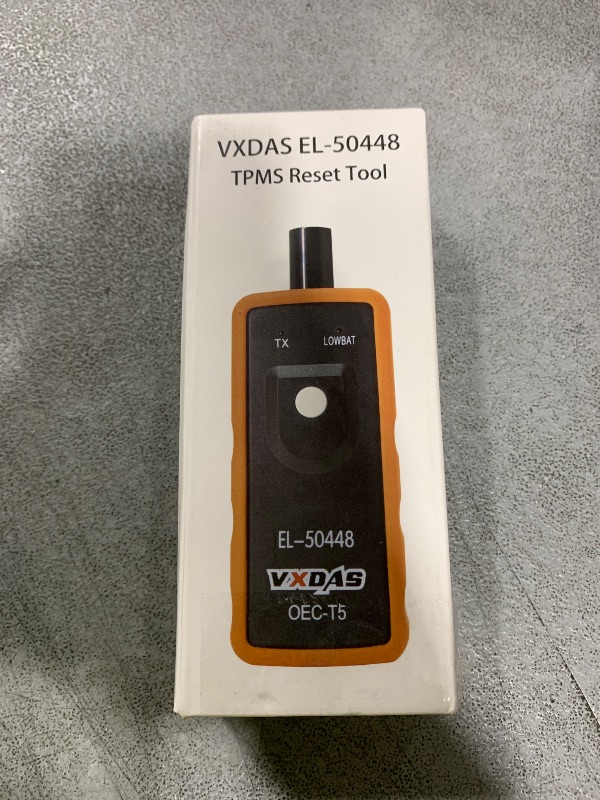 VXDAS EL-50448
TPMS Reset Tool
TX LOWBAT
EL-50448
VXDAS
OEC-T5